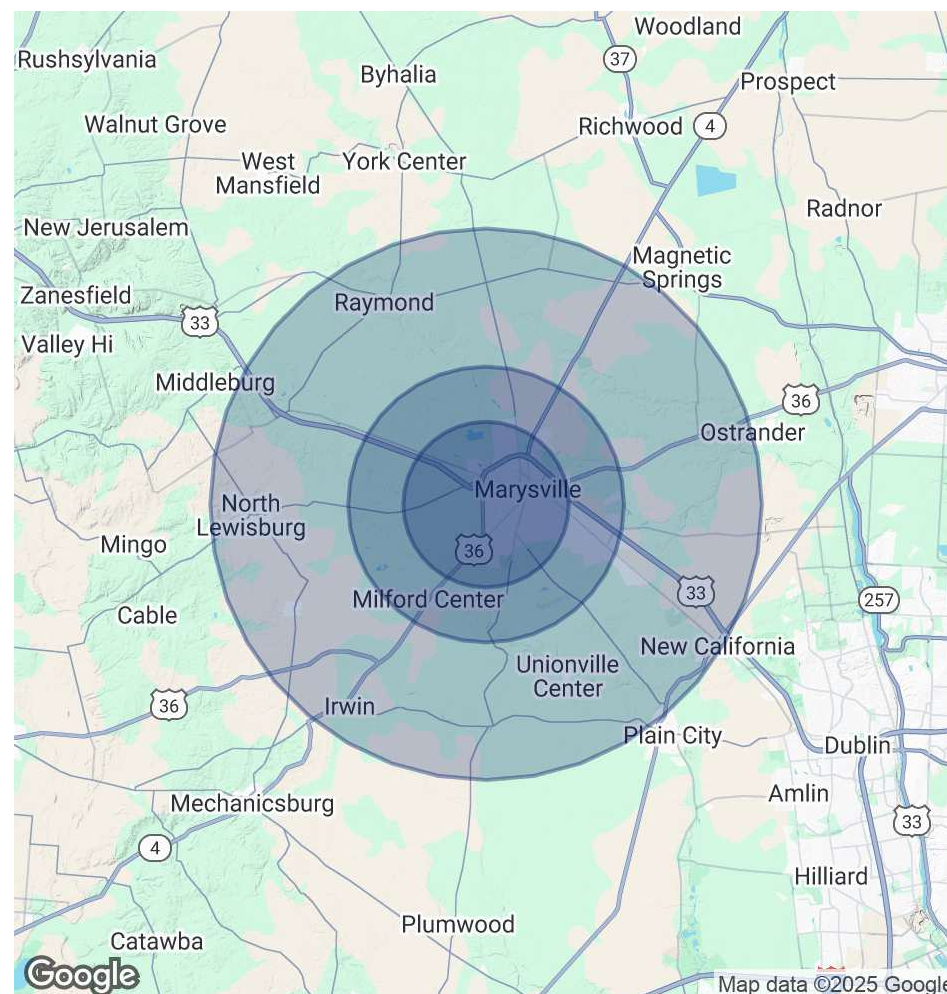 Woodland
Rushsylvania
37
Byhalia
Prospect
Walnut Grove
Richwood
4
West
Mansfield
York Center
Radnor
New Jerusalem
Magnetic
Springs
Zanesfield
Raymond
33
Valley Hi
Middleburg
36
Ostrander
Marysville
North
Lewisburg
Mingo
36
Milford Center
33
257
Cable
New California
Unionville
Center
36
Irwin
Plain City
Dublin
Mechanicsburg
Amlin
33
4
Hilliard
Plumwood
Catawba
Google
Map data ©2025 Google